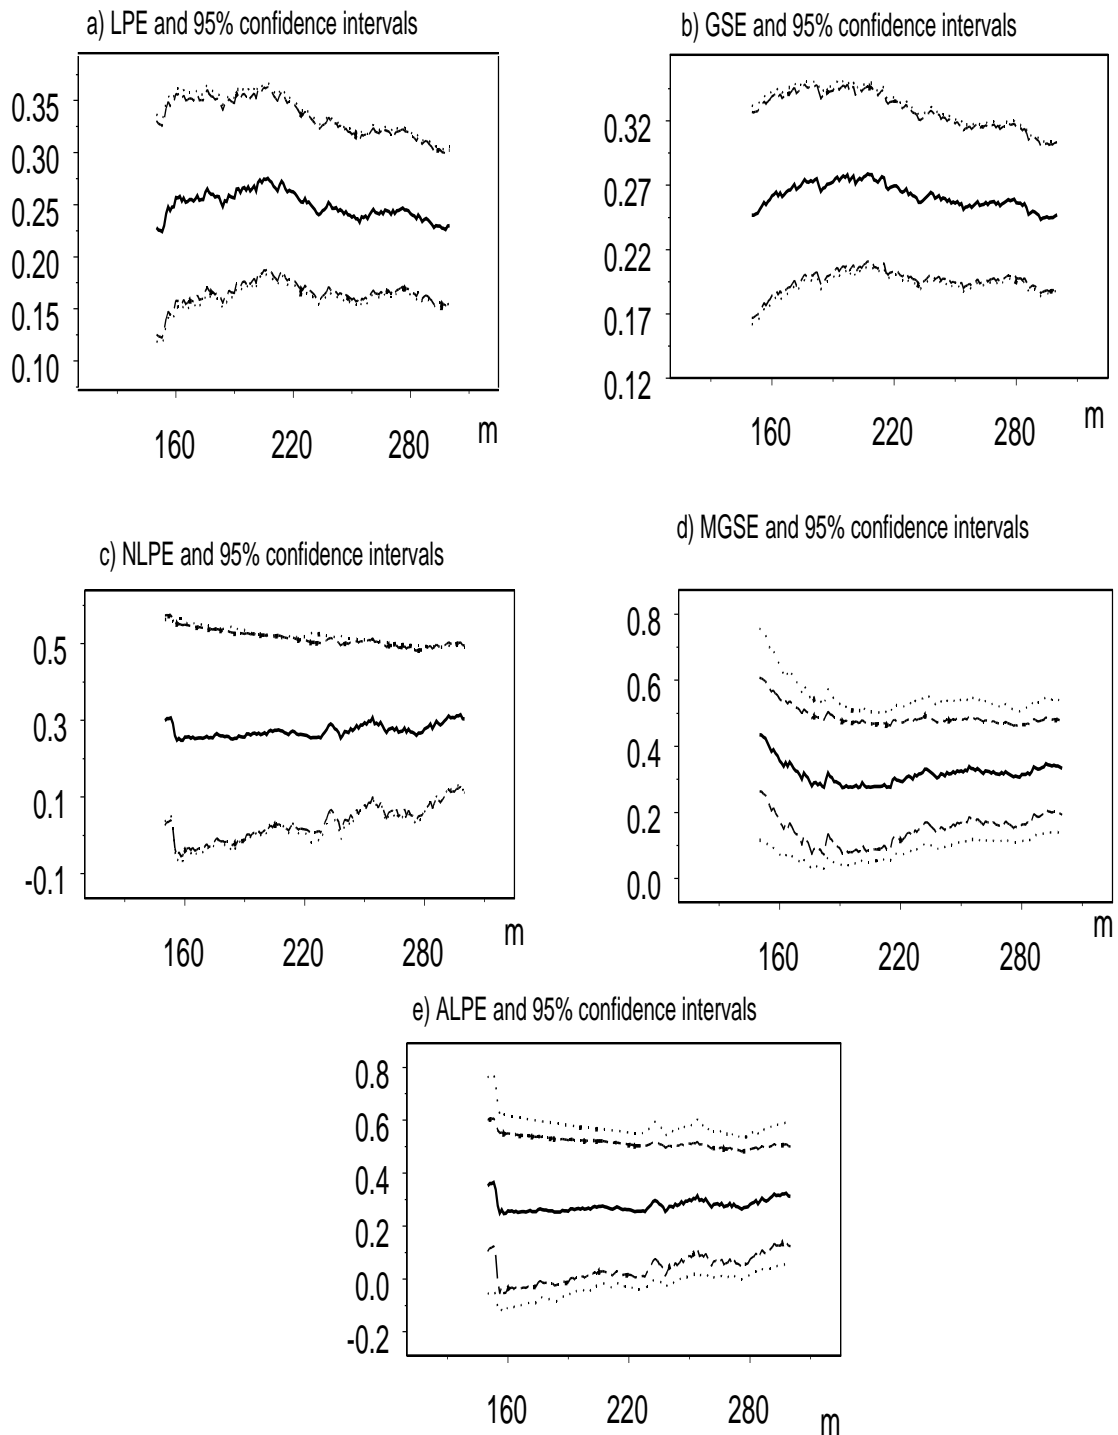 a) LPE and 95% confidence intervals
0.35
0.30
0.25
0.20
0.15
0.10
160 220 280 m
b) GSE and 95% confidence intervals
0.32
0.27
0.22
0.17
0.12
160 220 280 m
c) NLPE and 95% confidence intervals
0.5
0.3
0.1
-0.1
160 220 280 m
d) MGSE and 95% confidence intervals
0.8
0.6
0.4
0.2
0.0
160 220 280 m
e) ALPE and 95% confidence intervals
0.8
0.6
0.4
0.2
0.0
-0.2
160 220 280 m